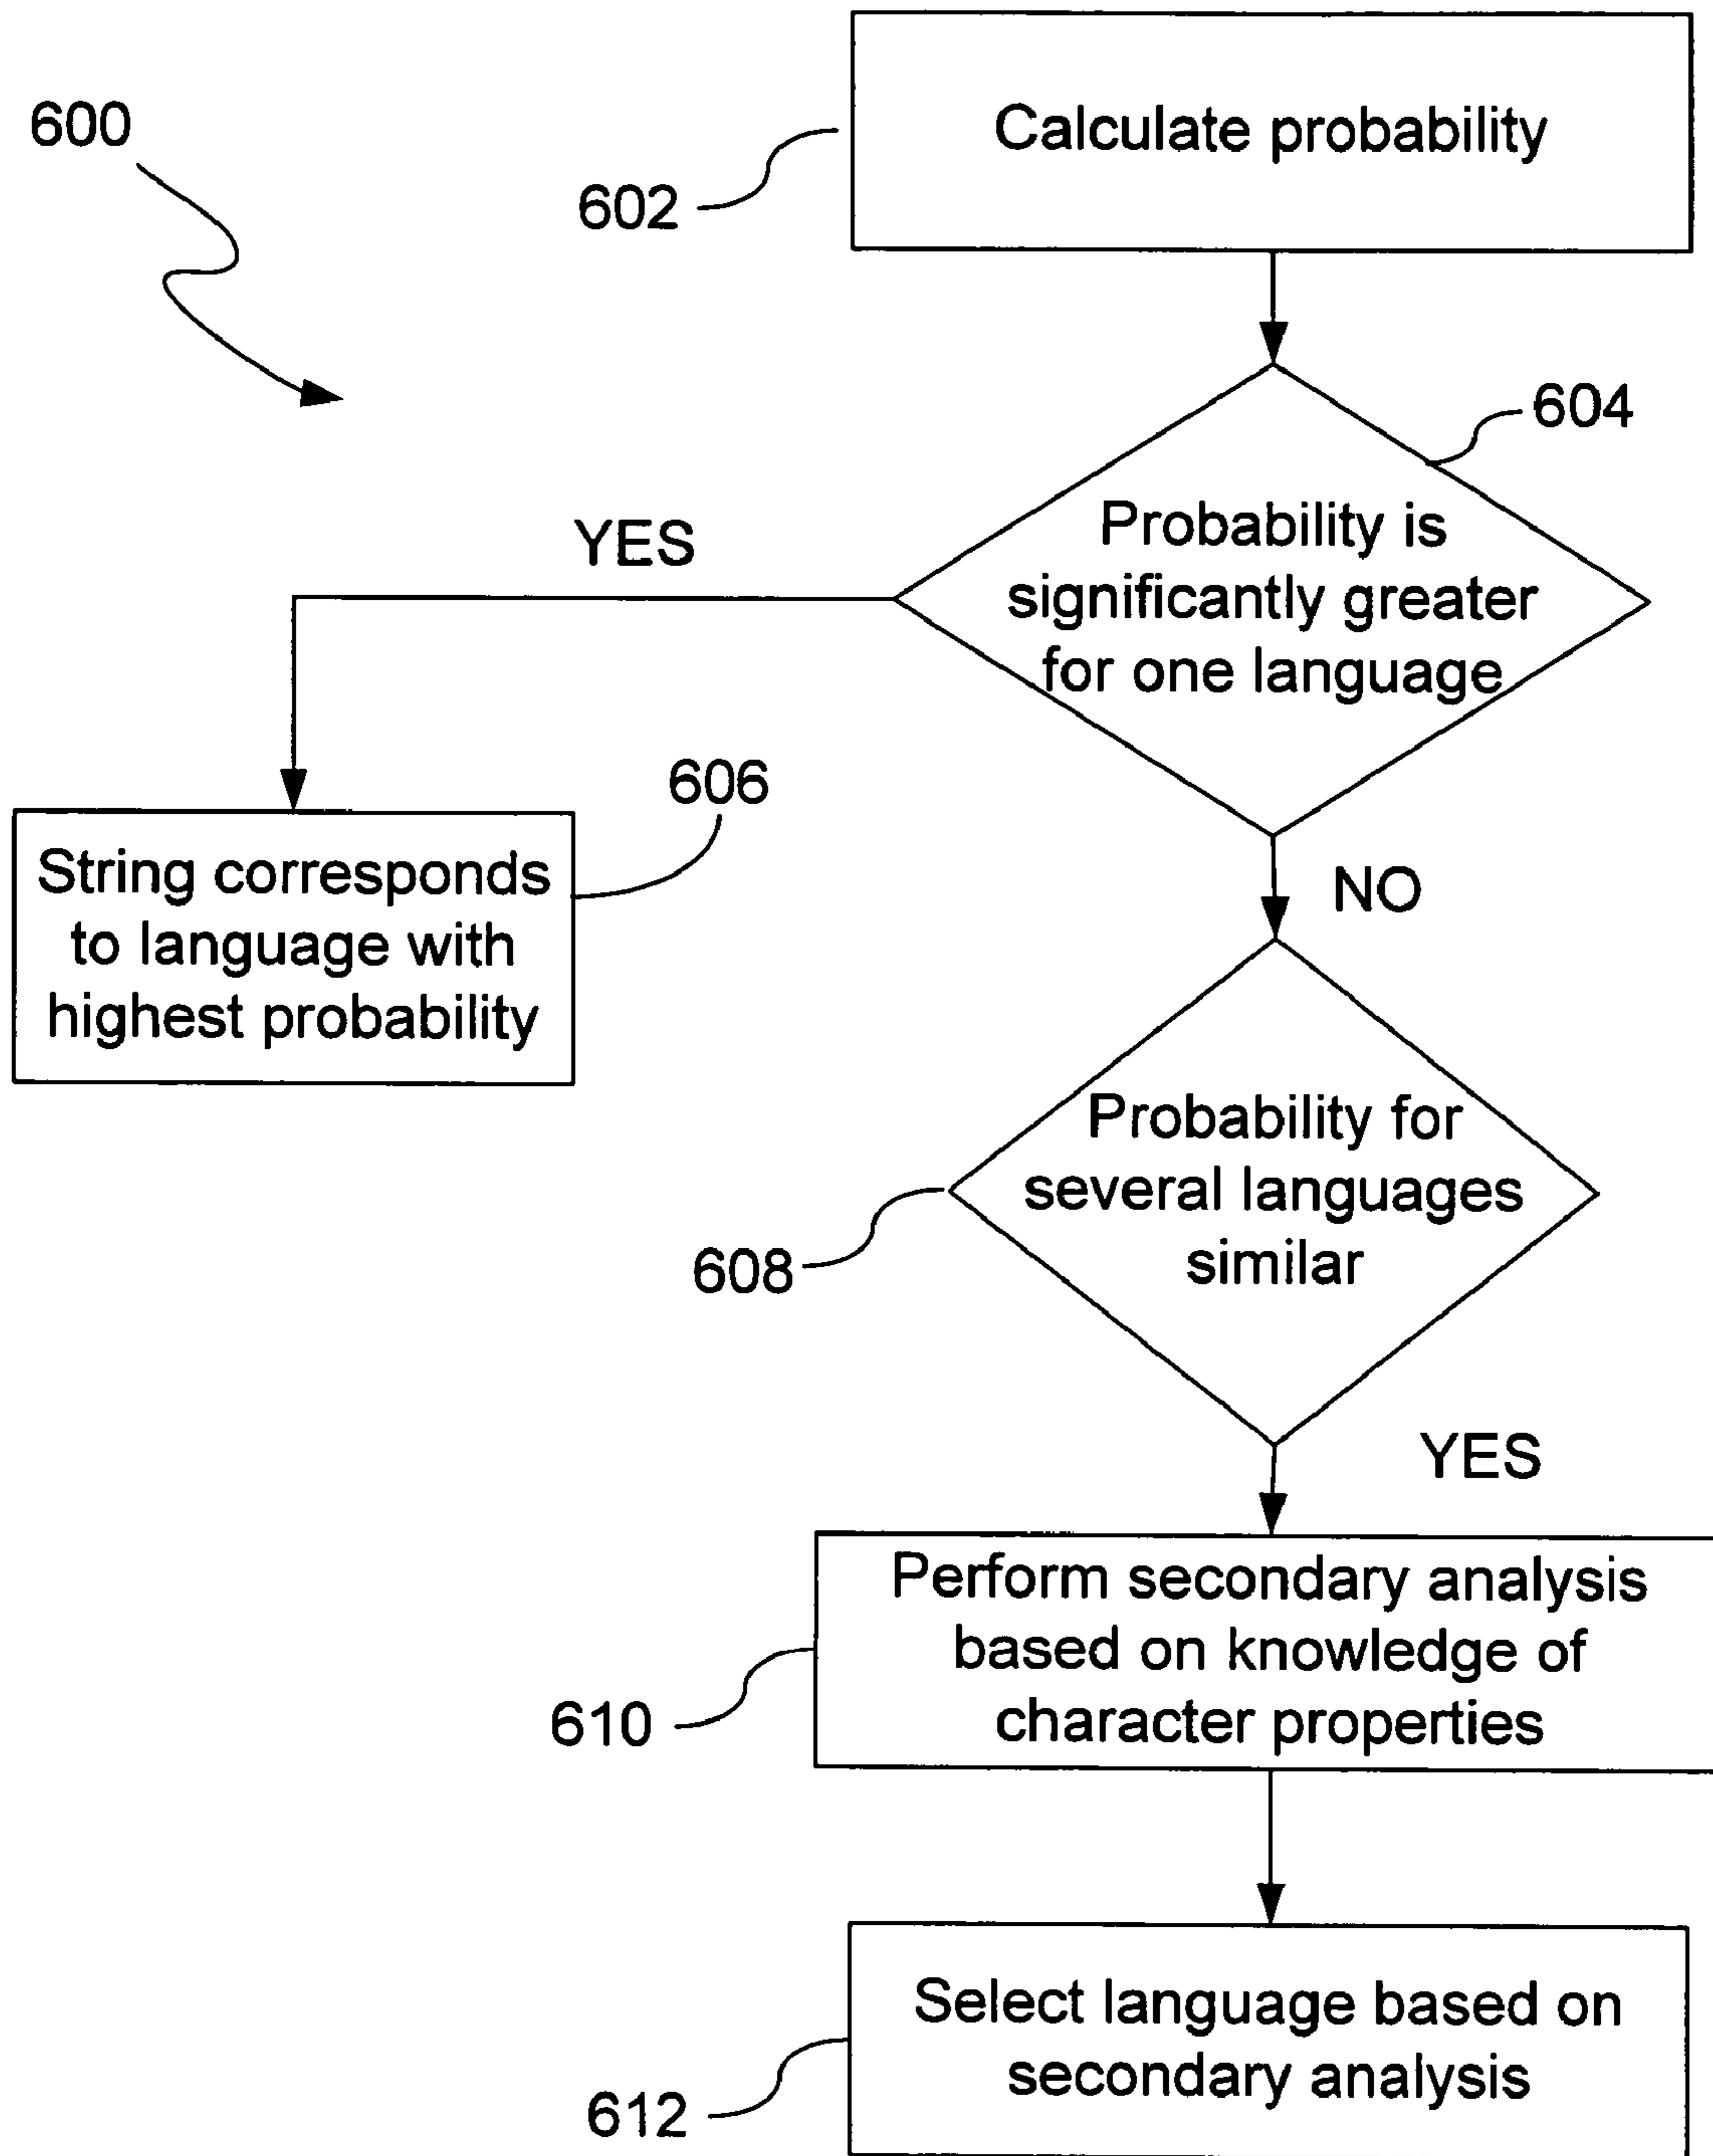 600
Calculate probability
602
604
Probability is
significantly greater
for one language
YES
606
String corresponds
to language with
highest probability
NO
Probability for
several languages
similar
608
YES
Perform secondary analysis
based on knowledge of
character properties
610
Select language based on
secondary analysis
612